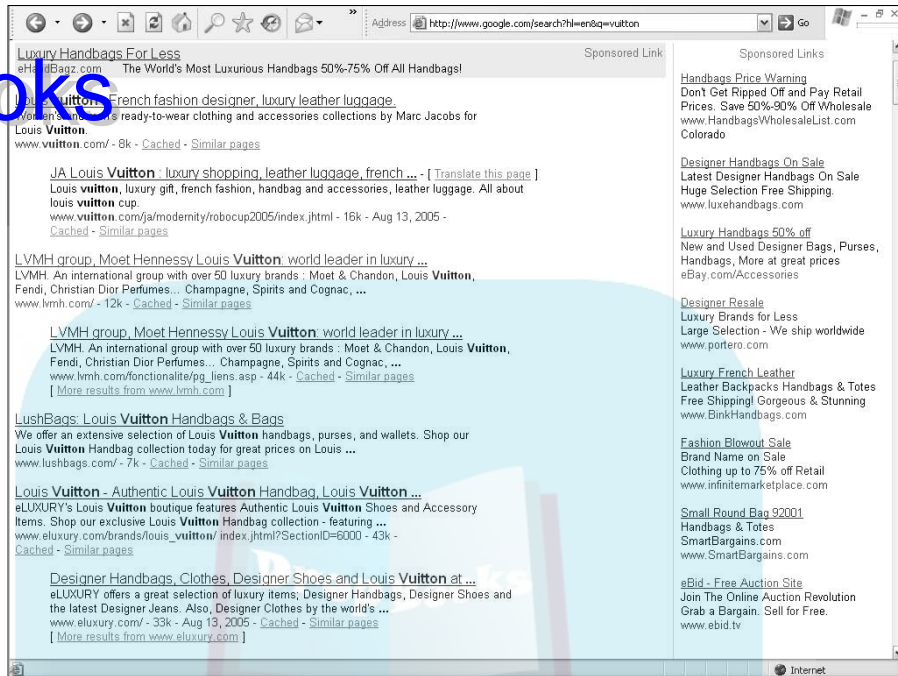 Address http://www.google.com/search?hl=en&q=vuitton Go
Luxury Handbags For Less Sponsored Link
eHandBagz.com The World's Most Luxurious Handbags 50%-75% Off All Handbags!
oks
Louis Vuitton - French fashion designer, luxury leather luggage.
Women's ready-to-wear clothing and accessories collections by Marc Jacobs for
Louis Vuitton.
www.vuitton.com/ - 8k - Cached - Similar pages
JA Louis Vuitton : luxury shopping, leather luggage, french ... - [ Translate this page ]
Louis vuitton, luxury gift, french fashion, handbag and accessories, leather luggage. All about
louis vuitton cup.
www.vuitton.com/ja/modernity/robocup2005/index.jhtml - 16k - Aug 13, 2005 -
Cached - Similar pages
LVMH group, Moet Hennessy Louis Vuitton: world leader in luxury ...
LVMH. An international group with over 50 luxury brands : Moet & Chandon, Louis Vuitton,
Fendi, Christian Dior Perfumes... Champagne, Spirits and Cognac, ...
www.lvmh.com/ - 12k - Cached - Similar pages
LVMH group, Moet Hennessy Louis Vuitton: world leader in luxury ...
LVMH. An international group with over 50 luxury brands : Moet & Chandon, Louis Vuitton,
Fendi, Christian Dior Perfumes... Champagne, Spirits and Cognac, ...
www.lvmh.com/fonctionalite/pg_liens.asp - 44k - Cached - Similar pages
[ More results from www.lvmh.com ]
LushBags: Louis Vuitton Handbags & Bags
We offer an extensive selection of Louis Vuitton handbags, purses, and wallets. Shop our
Louis Vuitton Handbag collection today for great prices on Louis ...
www.lushbags.com/ - 7k - Cached - Similar pages
Louis Vuitton - Authentic Louis Vuitton Handbag, Louis Vuitton ...
eLUXURY's Louis Vuitton boutique features Authentic Louis Vuitton Shoes and Accessory
Items. Shop our exclusive Louis Vuitton Handbag collection - featuring ...
www.eluxury.com/brands/louis_vuitton/ index.jhtml?SectionID=6000 - 43k -
Cached - Similar pages
Designer Handbags, Clothes, Designer Shoes and Louis Vuitton at ...
eLUXURY offers a great selection of luxury items; Designer Handbags, Designer Shoes and
the latest Designer Jeans. Also, Designer Clothes by the world's ...
www.eluxury.com/ - 33k - Aug 13, 2005 - Cached - Similar pages
[ More results from www.eluxury.com ]
Sponsored Links
Handbags Price Warning
Don't Get Ripped Off and Pay Retail
Prices. Save 50%-90% Off Wholesale
www.HandbagsWholesaleList.com
Colorado
Designer Handbags On Sale
Latest Designer Handbags On Sale
Huge Selection Free Shipping.
www.luxehandbags.com
Luxury Handbags 50% off
New and Used Designer Bags, Purses,
Handbags, More at great prices
eBay.com/Accessories
Designer Resale
Luxury Brands for Less
Large Selection - We ship worldwide
www.portero.com
Luxury French Leather
Leather Backpacks Handbags & Totes
Free Shipping! Gorgeous & Stunning
www.BinkHandbags.com
Fashion Blowout Sale
Brand Name on Sale
Clothing up to 75% off Retail
www.infinitemarketplace.com
Small Round Bag 92001
Handbags & Totes
SmartBargains.com
www.SmartBargains.com
eBid - Free Auction Site
Join The Online Auction Revolution
Grab a Bargain. Sell for Free.
www.ebid.tv
Internet